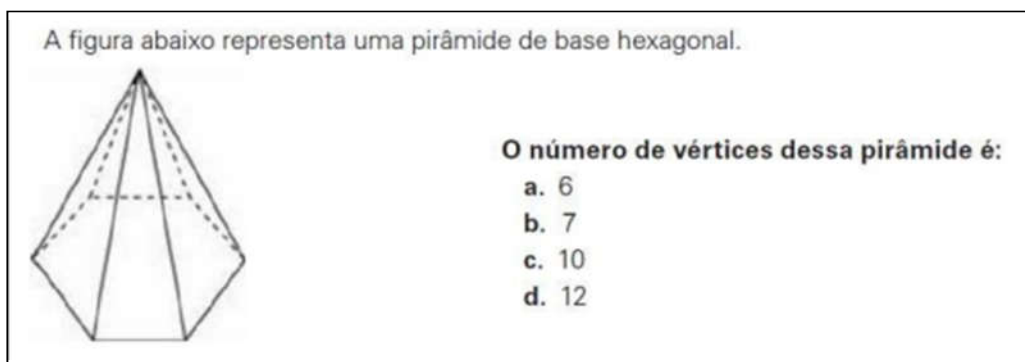 A figura abaixo representa uma pirâmide de base hexagonal.
O número de vértices dessa pirâmide é:
a. 6
b. 7
c. 10
d. 12